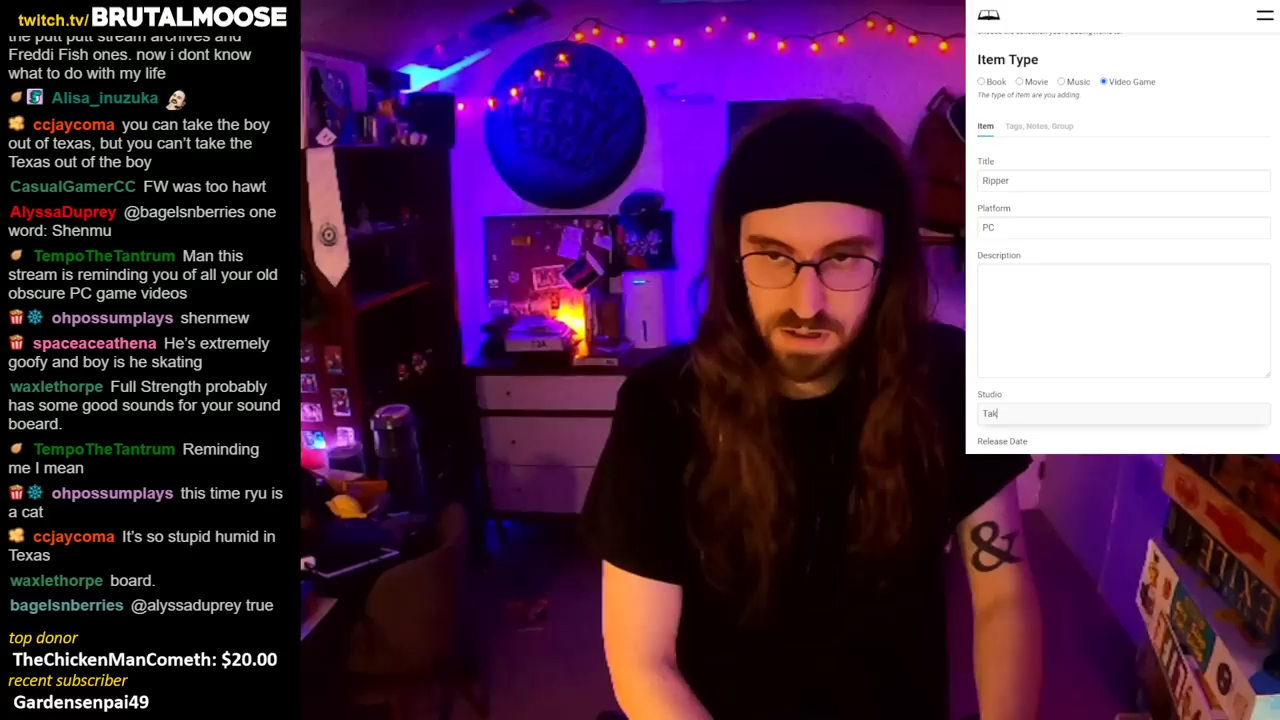 twitch.tv/BRUTALMOOSE
the putt putt stream archives and
Freddi Fish ones. now i dont know
what to do with my life
Alisa_inuzuka
ccjaycoma you can take the boy
out of texas, but you can't take the
Texas out of the boy
CasualGamerCC FW was too hawt
AlyssaDuprey @bagelsnberries one
word: Shenmu
TempoTheTantrum Man this
stream is reminding you of all your old
obscure PC game videos
ohpossumplays shenmew
spaceaceathena He's extremely
goofy and boy is he skating
waxlethorpe Full Strength probably
has some good sounds for your sound
boeard.
TempoTheTantrum Reminding
me I mean
ohpossumplays this time ryu is
a cat
ccjaycoma It's so stupid humid in
Texas
waxlethorpe board.
bagelsnberries @alyssaduprey true
top donor
TheChickenManCometh: $20.00
recent subscriber
Gardensenpai49
Item Type
Book Movie Music Video Game
The type of item are you adding.
Item Tags, Notes, Group
Title
Ripper
Platform
PC
Description
Studio
Tak
Release Date
&